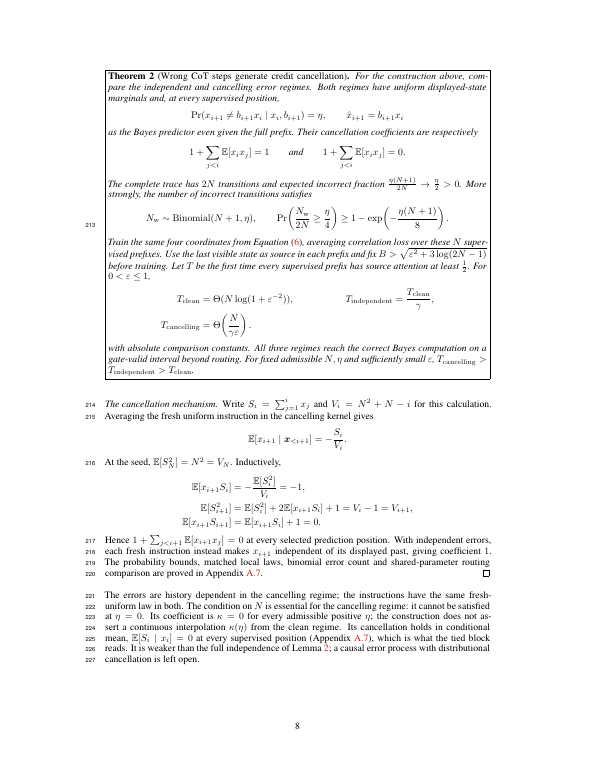 Theorem 2 (Wrong CoT steps generate credit cancellation). For the construction above, com-
pare the independent and cancelling error regimes. Both regimes have uniform displayed-state
marginals and, at every supervised position,
Pr(x_{i+1} ≠ b_{i+1}x_i | x_i, b_{i+1}) = η,    x̂_{i+1} = b_{i+1}x_i
as the Bayes predictor even given the full prefix. Their cancellation coefficients are respectively
1 + ∑_{j<i} E[x_i x_j] = 1    and    1 + ∑_{j<i} E[x_i x_j] = 0.
The complete trace has 2N transitions and expected incorrect fraction η(N+1)/2N → η/2 > 0. More
strongly, the number of incorrect transitions satisfies
213
N_w ∼ Binomial(N + 1, η),    Pr(N_w/2N ≥ η/4) ≥ 1 − exp(−η(N + 1)/8).
Train the same four coordinates from Equation (6), averaging correlation loss over these N super-
vised prefixes. Use the last visible state as source in each prefix and fix B > √(ε² + 3 log(2N − 1))
before training. Let T be the first time every supervised prefix has source attention at least 1/2. For
0 < ε ≤ 1,
T_clean = Θ(N log(1 + ε^{−2})),    T_independent = T_clean/γ,
T_cancelling = Θ(N/γε).
with absolute comparison constants. All three regimes reach the correct Bayes computation on a
gate-valid interval beyond routing. For fixed admissible N, η and sufficiently small ε, T_cancelling >
T_independent > T_clean.
214 The cancellation mechanism. Write S_i = ∑_{j=1}^{i} x_j and V_i = N² + N − i for this calculation.
215 Averaging the fresh uniform instruction in the cancelling kernel gives
E[x_{i+1} | x_{<i+1}] = −S_i/V_i.
216 At the seed, E[S_N²] = N² = V_N. Inductively,
E[x_{i+1}S_i] = −E[S_i²]/V_i = −1,
E[S_{i+1}²] = E[S_i²] + 2E[x_{i+1}S_i] + 1 = V_i − 1 = V_{i+1},
E[x_{i+1}S_{i+1}] = E[x_{i+1}S_i] + 1 = 0.
217 Hence 1 + ∑_{j<i+1} E[x_{i+1}x_j] = 0 at every selected prediction position. With independent errors,
218 each fresh instruction instead makes x_{i+1} independent of its displayed past, giving coefficient 1.
219 The probability bounds, matched local laws, binomial error count and shared-parameter routing
220 comparison are proved in Appendix A.7. □
221 The errors are history dependent in the cancelling regime; the instructions have the same fresh-
222 uniform law in both. The condition on N is essential for the cancelling regime: it cannot be satisfied
223 at η = 0. Its coefficient is κ = 0 for every admissible positive η; the construction does not as-
224 sert a continuous interpolation κ(η) from the clean regime. Its cancellation holds in conditional
225 mean, E[S_i | x_i] = 0 at every supervised position (Appendix A.7), which is what the tied block
226 reads. It is weaker than the full independence of Lemma 2; a causal error process with distributional
227 cancellation is left open.
8